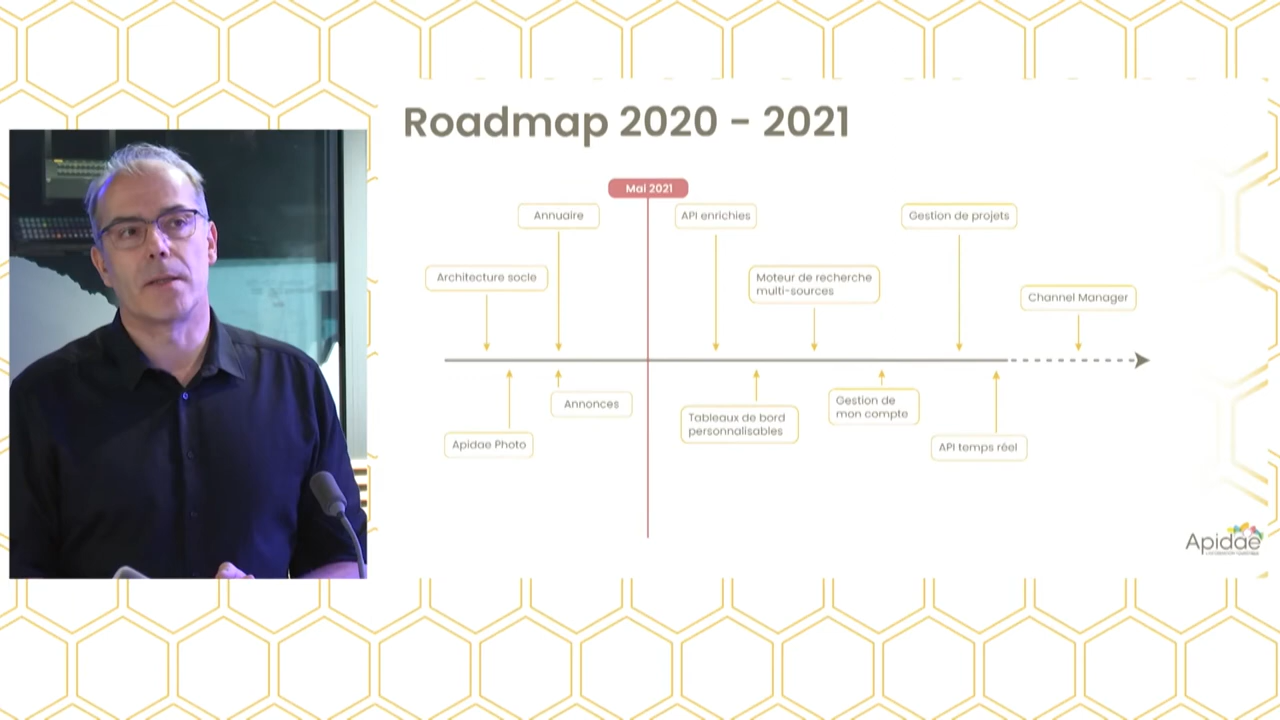 Roadmap 2020 - 2021
Mai 2021
Annuaire
API enrichies
Gestion de projets
Architecture socle
Moteur de recherche
multi-sources
Channel Manager
Annonces
Tableaux de bord
personnalisables
Gestion de
mon compte
Apidae Photo
API temps réel
Apidae